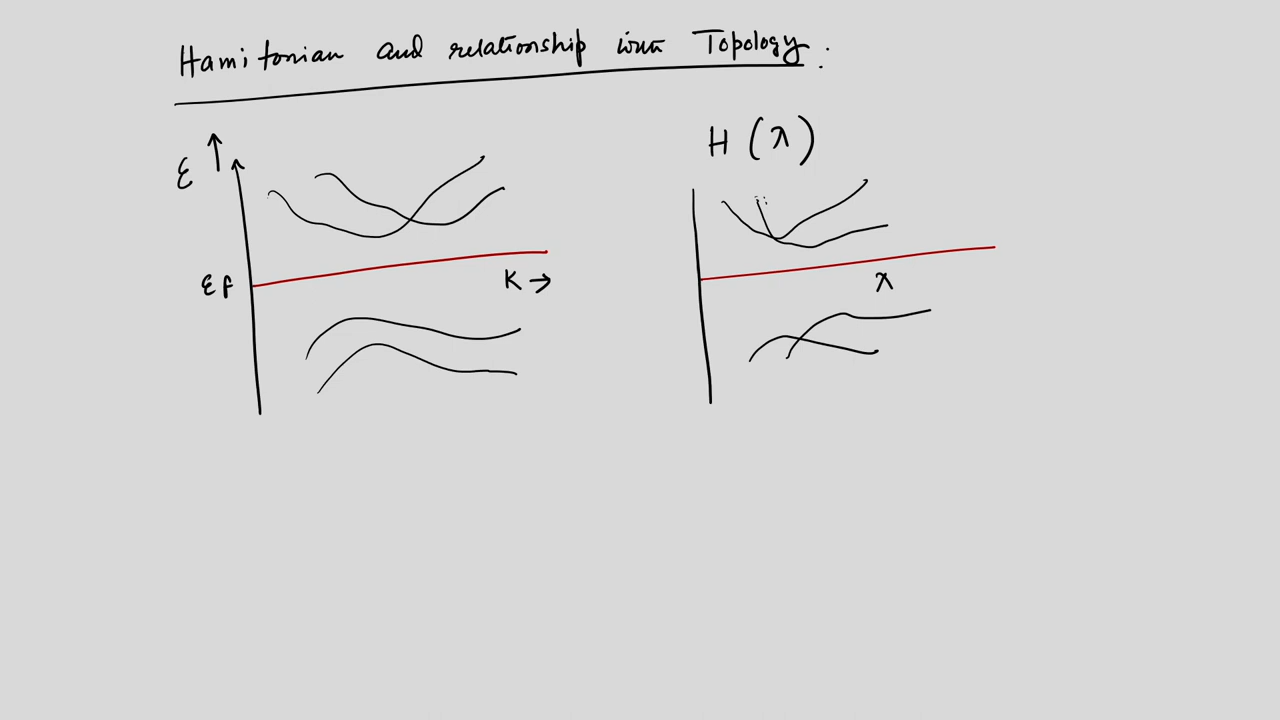 Hamitonian and relationship with Topology.
H (λ)
ε ↑
εf
K →
λ